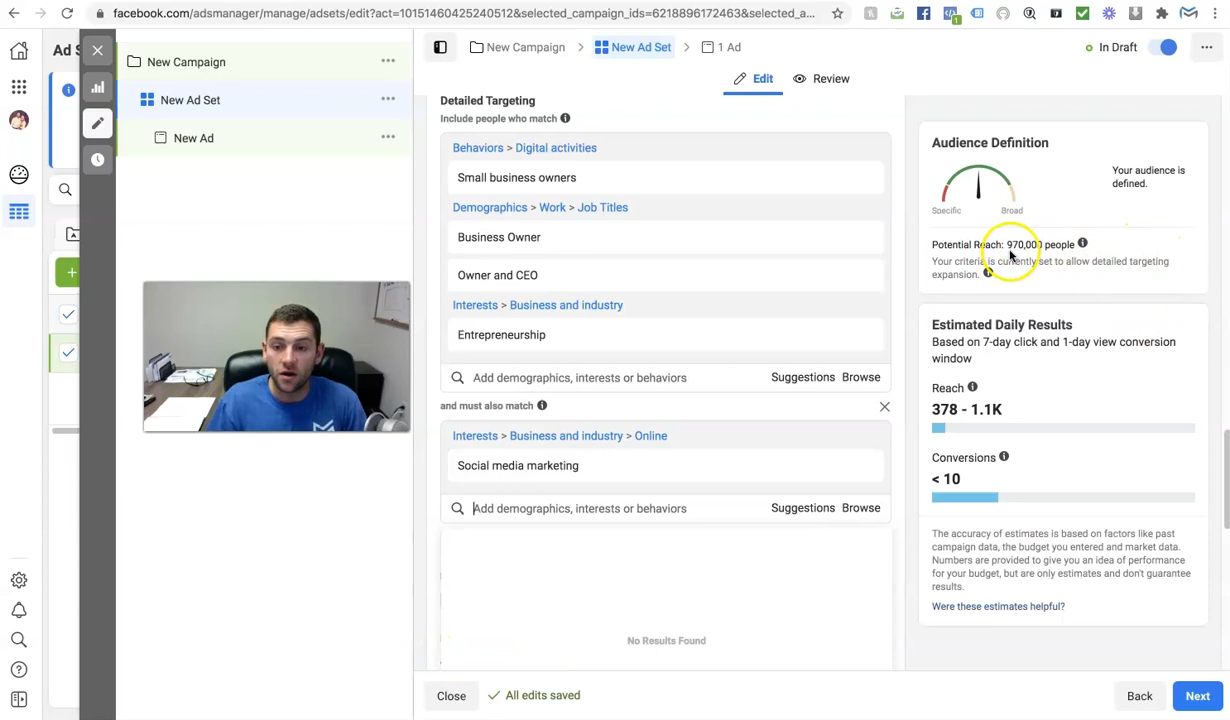 facebook.com/adsmanager/manage/adsets/edit?act=10151460425240512&selected_campaign_ids=6218896172463&selected_a...
Ad S
New Campaign
New Ad Set
New Ad
New Campaign > New Ad Set > 1 Ad
In Draft
Edit
Review
Detailed Targeting
Include people who match
Behaviors > Digital activities
Small business owners
Demographics > Work > Job Titles
Business Owner
Owner and CEO
Interests > Business and industry
Entrepreneurship
Add demographics, interests or behaviors
Suggestions Browse
and must also match
Interests > Business and industry > Online
Social media marketing
Add demographics, interests or behaviors
Suggestions Browse
No Results Found
Close
All edits saved
Back
Next
Audience Definition
Specific
Broad
Your audience is
defined.
Potential Reach: 970,000 people
Your criteria is currently set to allow detailed targeting
expansion.
Estimated Daily Results
Based on 7-day click and 1-day view conversion
window
Reach
378 - 1.1K
Conversions
< 10
The accuracy of estimates is based on factors like past
campaign data, the budget you entered and market data.
Numbers are provided to give you an idea of performance
for your budget, but are only estimates and don't guarantee
results.
Were these estimates helpful?